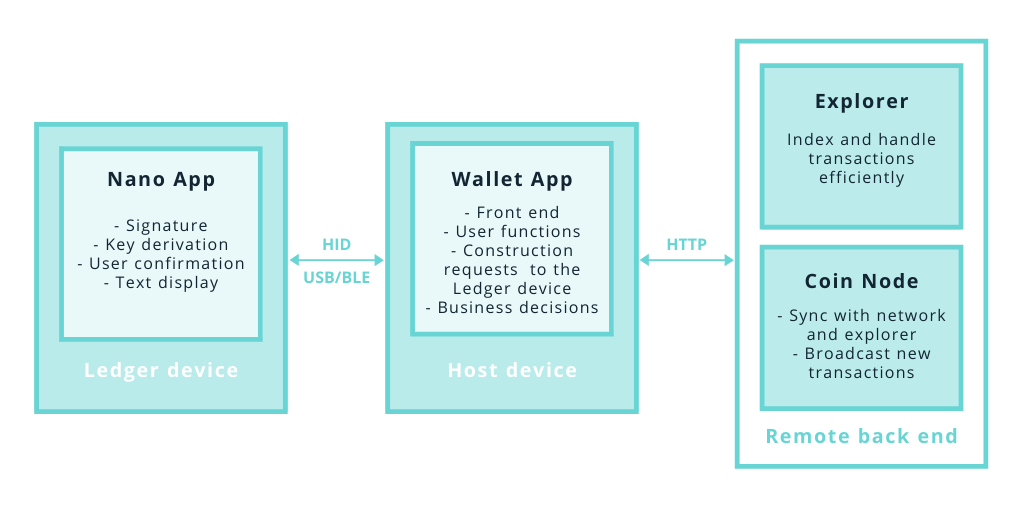 Nano App
- Signature
- Key derivation
- User confirmation
- Text display
Ledger device
HID
USB/BLE
Wallet App
- Front end
- User functions
- Construction
requests  to the
Ledger device
- Business decisions
Host device
HTTP
Explorer
Index and handle
transactions
efficiently
Coin Node
- Sync with network
and explorer
- Broadcast new
transactions
Remote back end